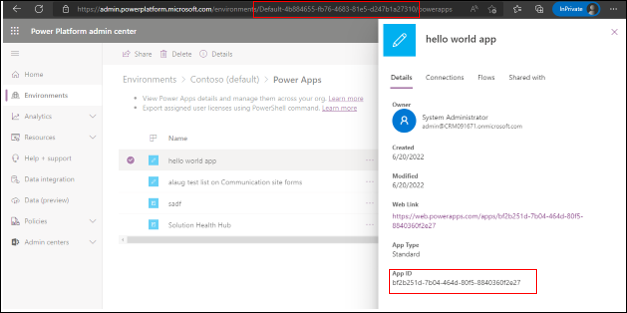 https://admin.powerplatform.microsoft.com/environments/Default-4b884655-fb76-4683-81e5-d247b1a27310/powerapps
InPrivate
Power Platform admin center
Home
Environments
Analytics
Resources
Help + support
Data integration
Data (preview)
Policies
Admin centers
Share
Delete
Details
Environments > Contoso (default) > Power Apps
• View Power Apps details and manage them across your org. Learn more
• Export assigned user licenses using PowerShell command. Learn more
Name
hello world app
alaug test list on Communication site forms
sadf
Solution Health Hub
hello world app
Details Connections Flows Shared with
Owner
System Administrator
admin@CRM291671.onmicrosoft.com
Created
6/20/2022
Modified
6/20/2022
Web Link
https://web.powerapps.com/apps/bf2b251d-7b04-464d-80f5-
8840360f2e27
App Type
Standard
App ID
bf2b251d-7b04-464d-80f5-8840360f2e27